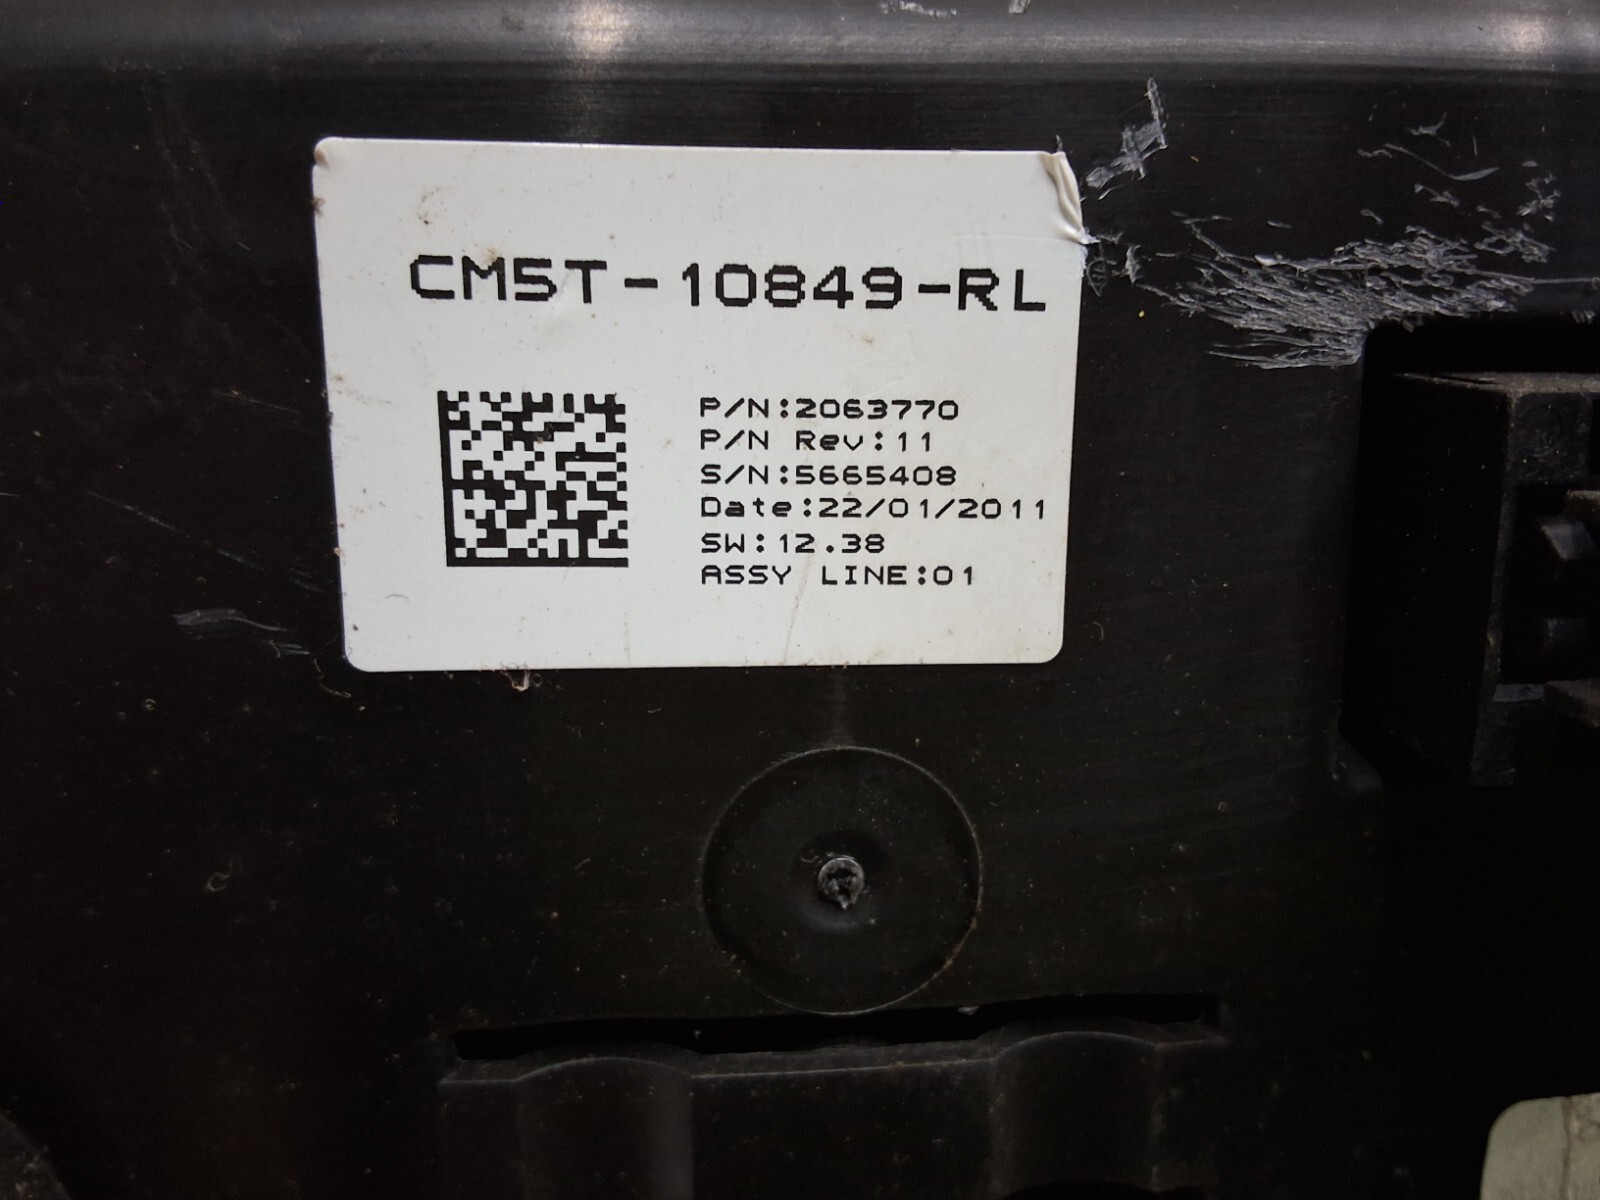 CM5T-10849-RL
P/N:2063770
P/N Rev:11
S/N:5665408
Date:22/01/2011
SW:12.38
ASSY LINE:01